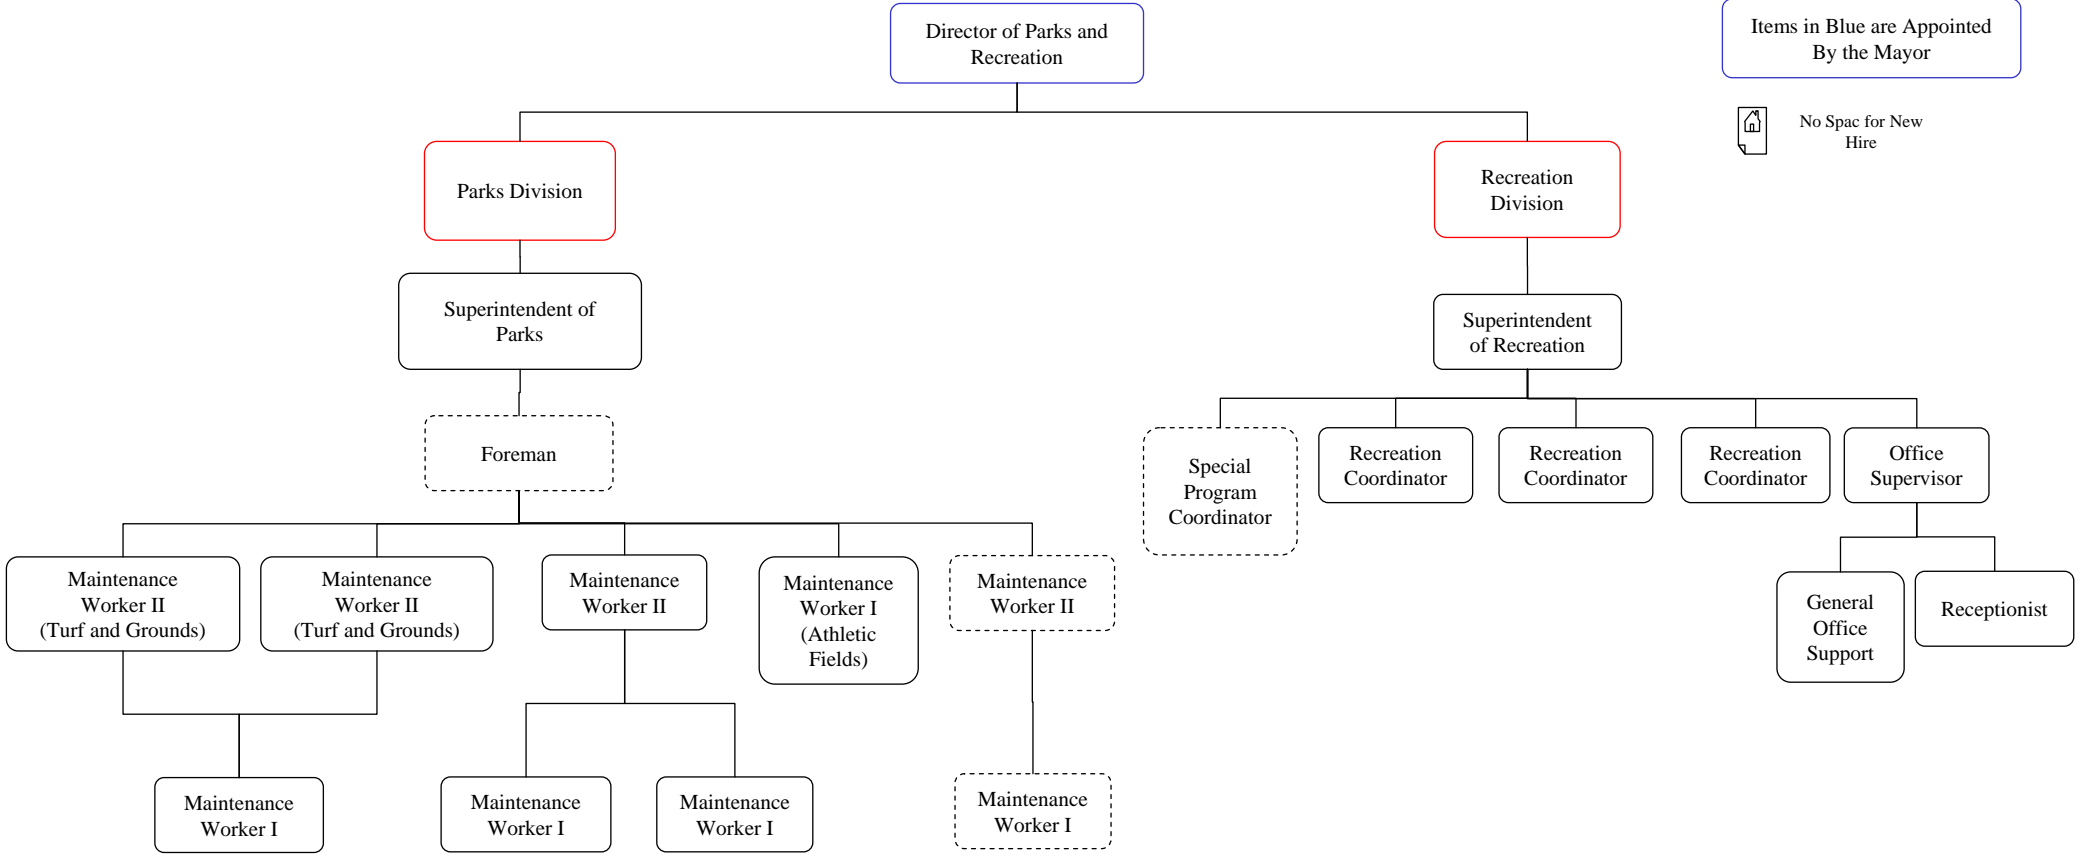 Director of Parks and
Recreation
Items in Blue are Appointed
By the Mayor
No Spac for New
Hire
Parks Division
Recreation
Division
Superintendent of
Parks
Superintendent
of Recreation
Foreman
Special
Program
Coordinator
Recreation
Coordinator
Recreation
Coordinator
Recreation
Coordinator
Office
Supervisor
Maintenance
Worker II
(Turf and Grounds)
Maintenance
Worker II
(Turf and Grounds)
Maintenance
Worker II
Maintenance
Worker I
(Athletic
Fields)
Maintenance
Worker II
General
Office
Support
Receptionist
Maintenance
Worker I
Maintenance
Worker I
Maintenance
Worker I
Maintenance
Worker I